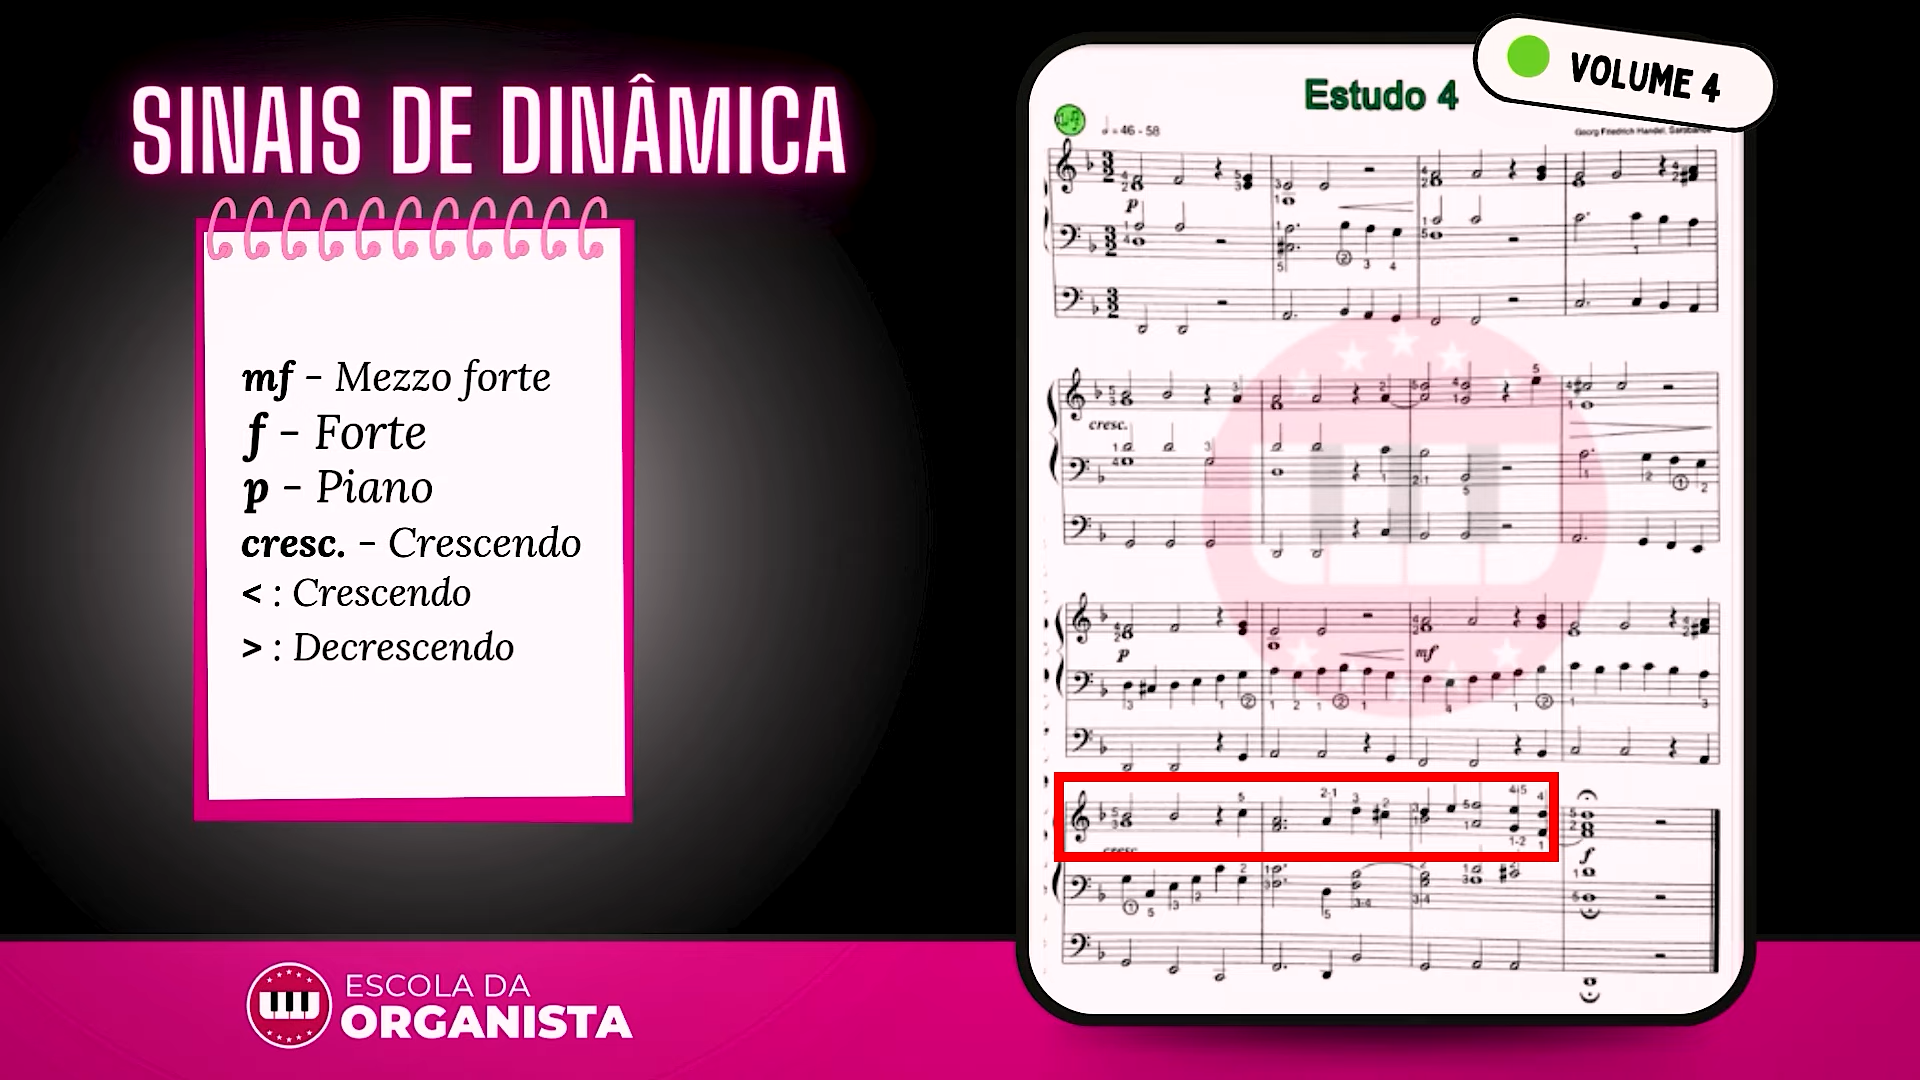 SINAIS DE DINÂMICA
mf - Mezzo forte
f - Forte
p - Piano
cresc. - Crescendo
< : Crescendo
> : Decrescendo
ESCOLA DA
ORGANISTA
VOLUME 4
Estudo 4
= 46 - 58
Georg Friedrich Handel, Sarabande
p
cresc.
p
mf
cresc.
f